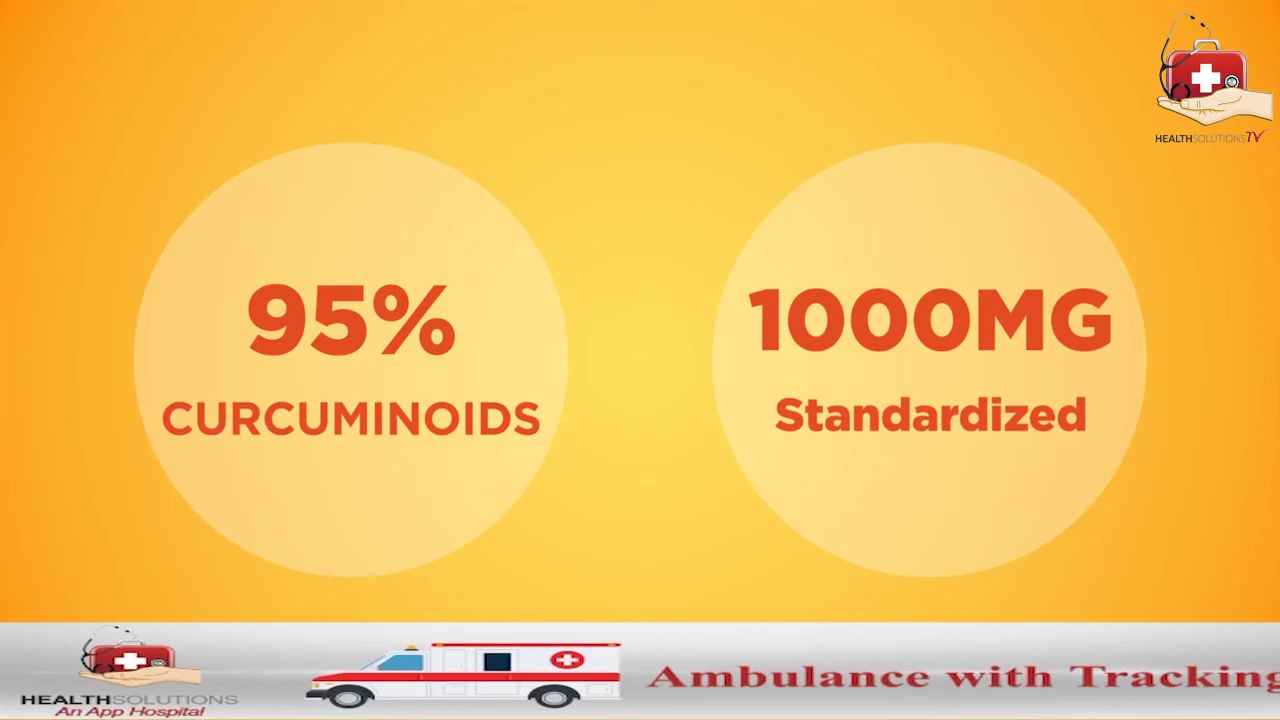 HEALTHSOLUTIONSTV
95%
CURCUMINOIDS
1000MG
Standardized
HEALTHSOLUTIONS
An App Hospital
Ambulance with Tracking